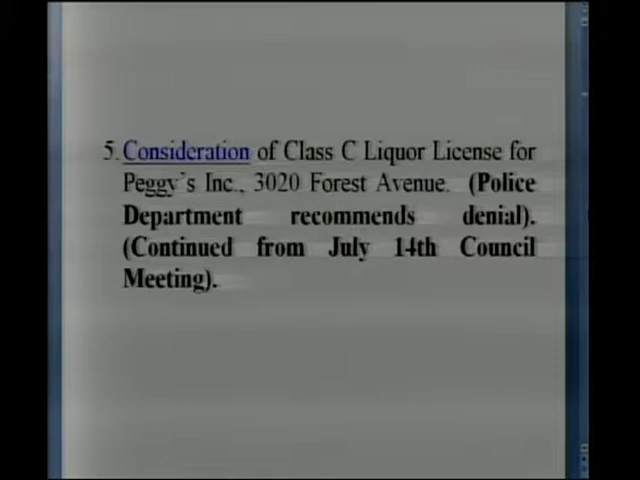 5. Consideration of Class C Liquor License for
Peggy's Inc., 3020 Forest Avenue. (Police
Department recommends denial).
(Continued from July 14th Council
Meeting).